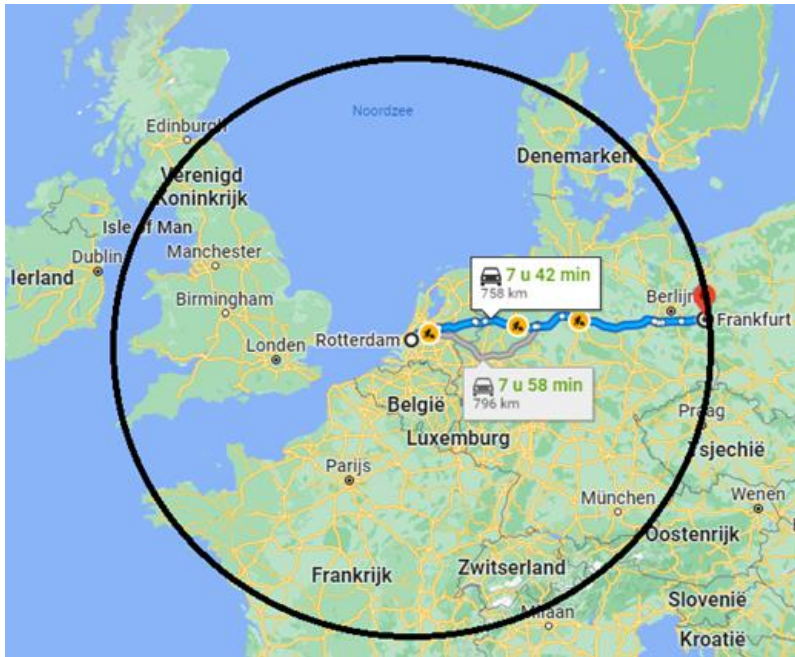 Noordzee
Edinburgh
Denemarken
Verenigd
Koninkrijk
Isle of Man
Dublin
Manchester
Ierland
7 u 42 min
758 km
Birmingham
Berlijn
Rotterdam
Frankfurt
Londen
7 u 58 min
796 km
België
Praag
Luxemburg
Tsjechië
Parijs
München
Wenen
Oostenrijk
Frankrijk
Zwitserland
Slovenië
Milaan
Kroatië